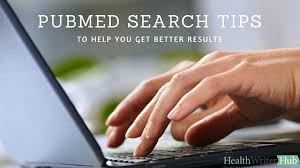 PUBMED SEARCH TIPS
TO HELP YOU GET BETTER RESULTS
HealthWriterHub